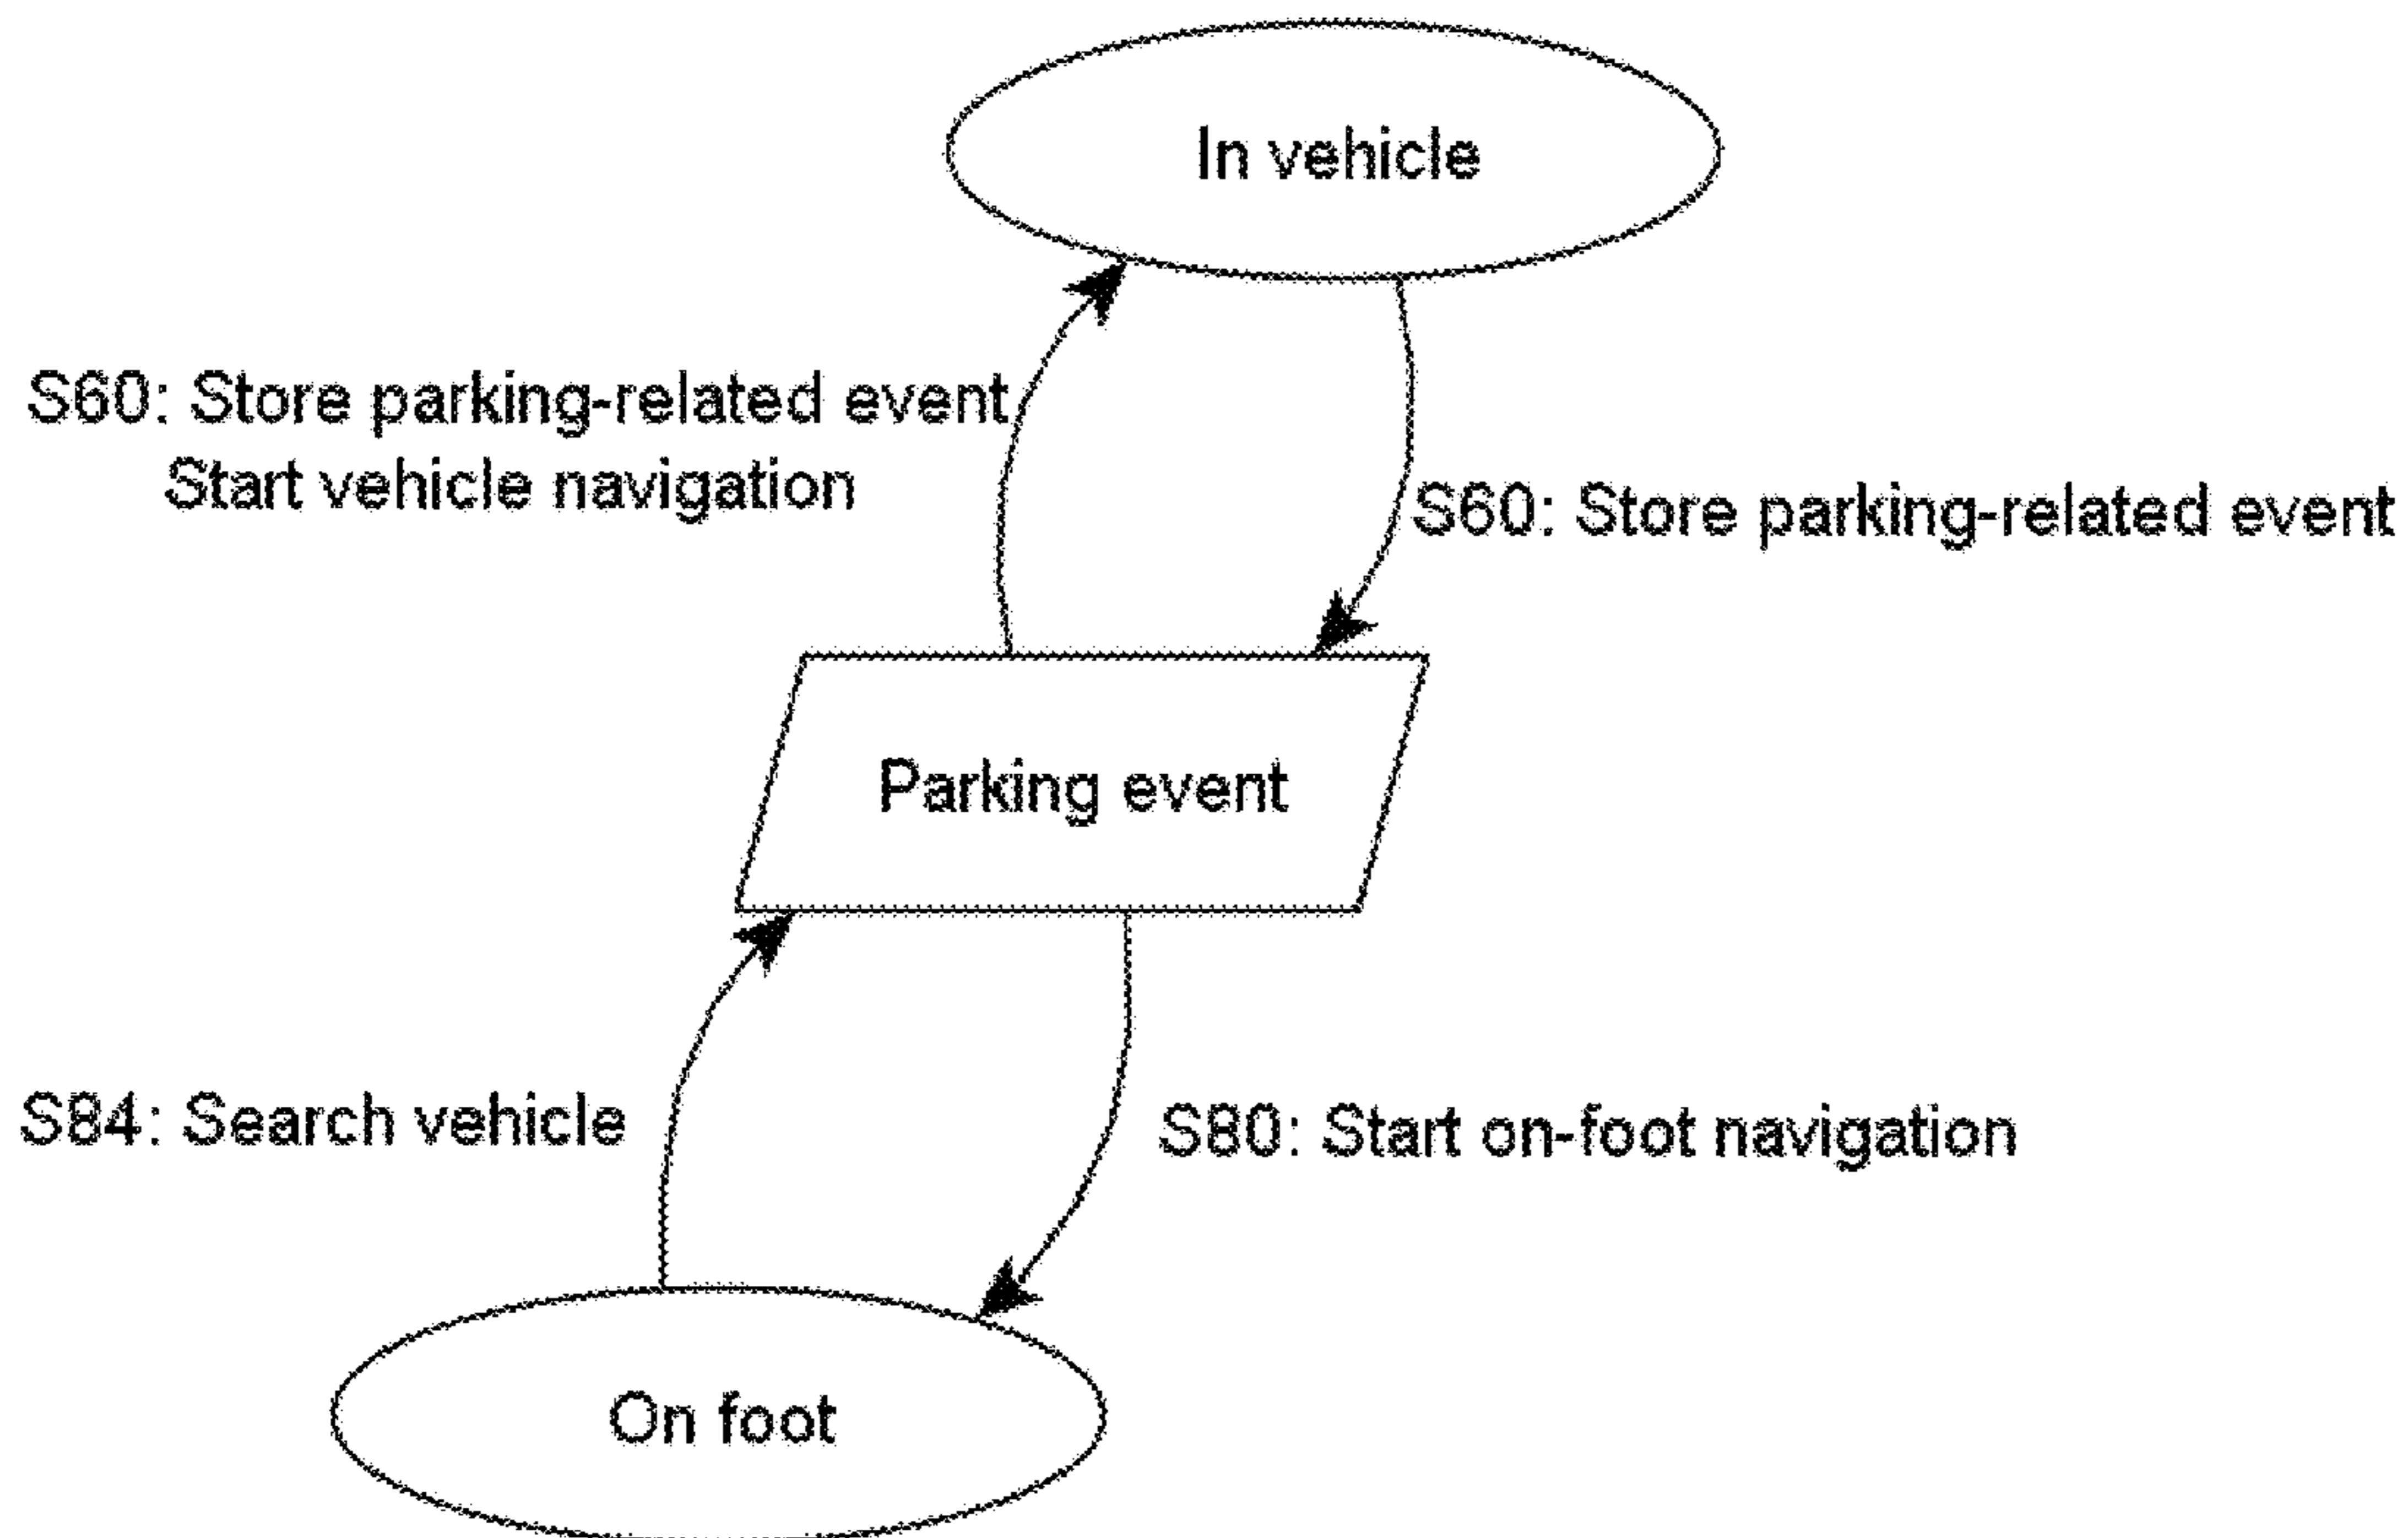 In vehicle
S60: Store parking-related event
Start vehicle navigation
S60: Store parking-related event
Parking event
S84: Search vehicle
S80: Start on-foot navigation
On foot